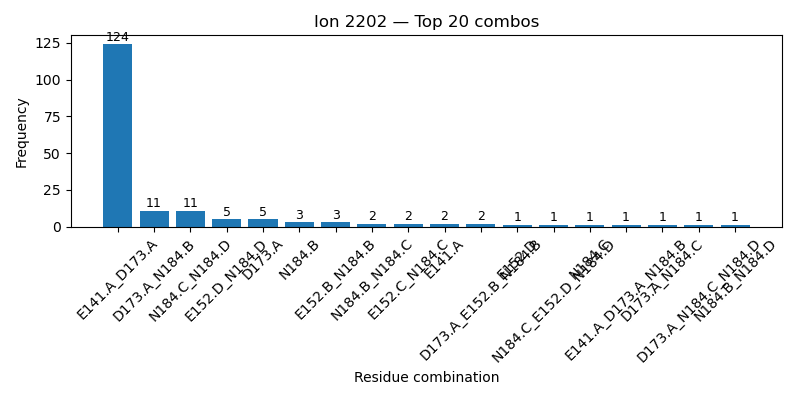 Ion 2202 — Top 20 combos
Frequency
125
100
75
50
25
0
124
11
11
5
5
3
3
2
2
2
2
1
1
1
1
1
1
1
E141.A_D173.A
D173.A_N184.B
N184.C_N184.D
E152.D_N184.D
D173.A
N184.B
E152.B_N184.B
N184.B_N184.C
E152.C_N184.C
E141.A
D173.A_E152.B_N184.B
E152.D
N184.C_E152.D_N184.D
N184.C
E141.A_D173.A_N184.B
D173.A_N184.C
D173.A_N184.C_N184.D
N184.B_N184.D
Residue combination